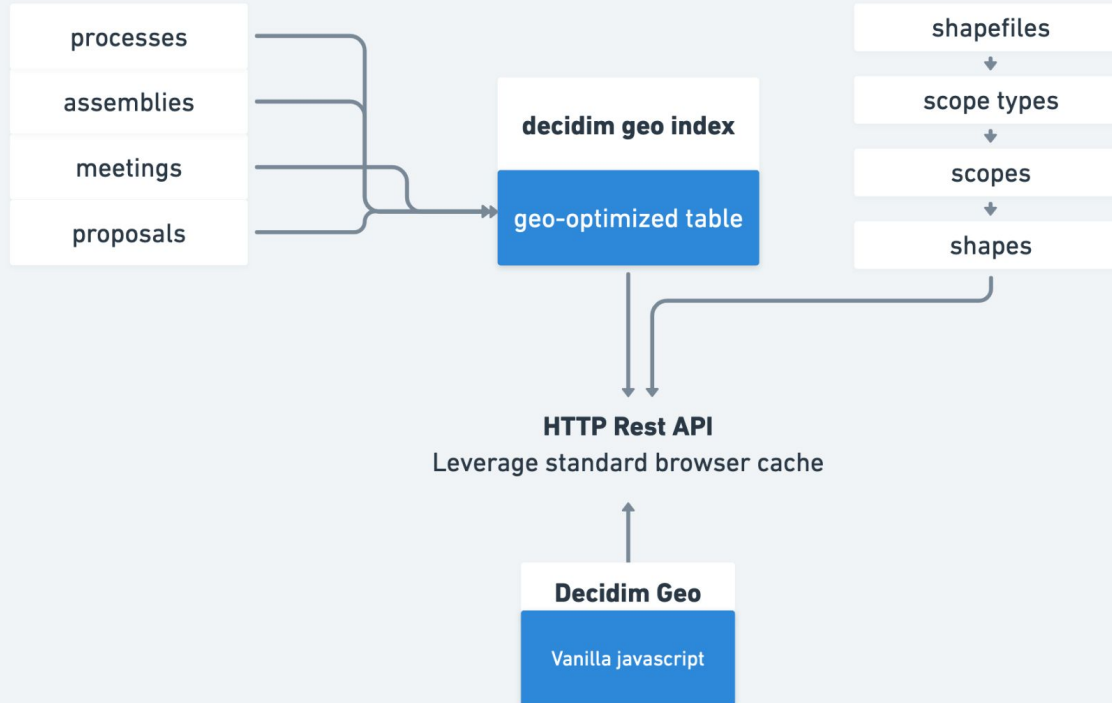 processes
assemblies
meetings
proposals
decidim geo index
geo-optimized table
shapefiles
scope types
scopes
shapes
HTTP Rest API
Leverage standard browser cache
Decidim Geo
Vanilla javascript